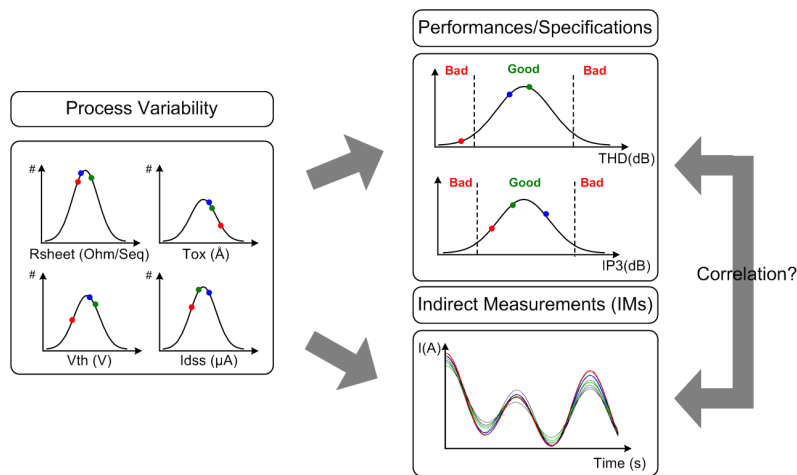 Process Variability
#
Rsheet (Ohm/Seq)
#
Tox (Å)
#
Vth (V)
#
Idss (µA)
Performances/Specifications
Bad
Good
Bad
THD(dB)
Bad
Good
Bad
IP3(dB)
Indirect Measurements (IMs)
I(A)
Time (s)
Correlation?